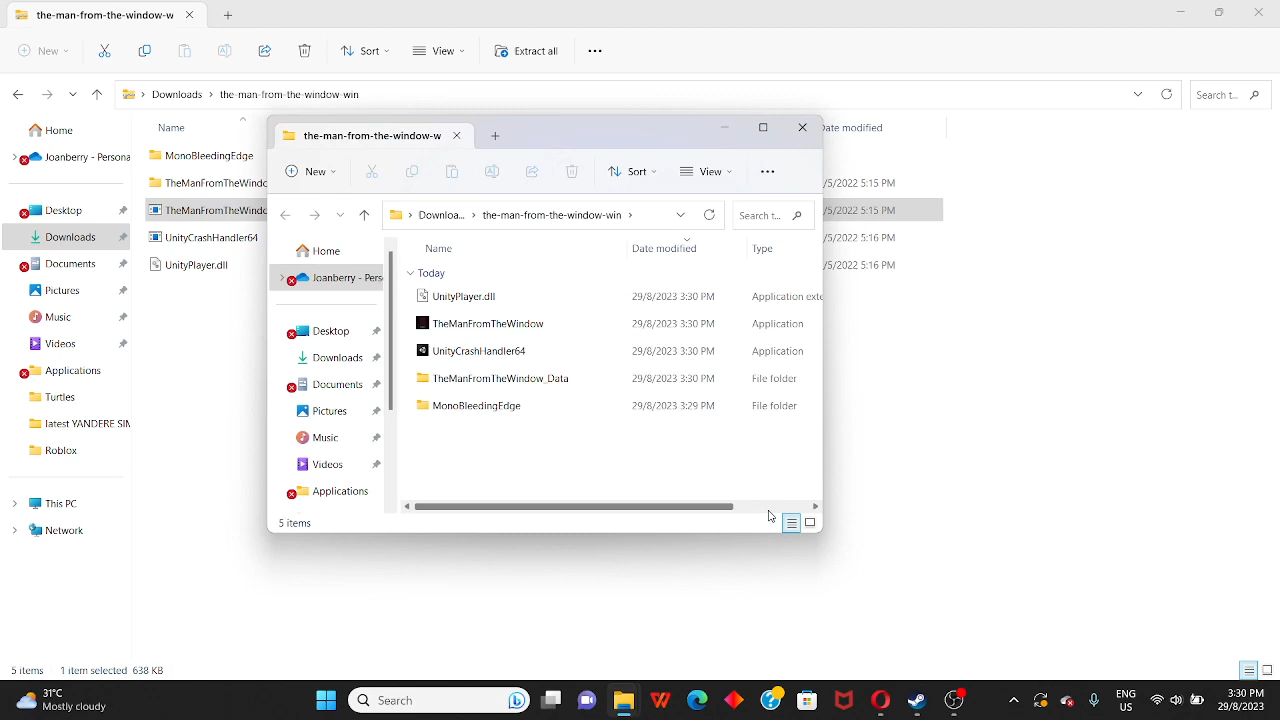 the-man-from-the-window-w
New
Sort
View
Extract all
Downloads > the-man-from-the-window-win
Search t...
Home
Joanberry - Persona
Desktop
Downloads
Documents
Pictures
Music
Videos
Applications
Turtles
latest YANDERE SIM
Roblox
This PC
Network
Name
Date modified
MonoBleedingEdge
TheManFromTheWindo
/5/2022 5:15 PM
TheManFromTheWindo
/5/2022 5:15 PM
UnityCrashHandler64
/5/2022 5:16 PM
UnityPlayer.dll
/5/2022 5:16 PM
the-man-from-the-window-w
New
Sort
View
Downloa... > the-man-from-the-window-win >
Search t...
Home
Joanberry - Pers
Desktop
Downloads
Documents
Pictures
Music
Videos
Applications
Name
Date modified
Type
Today
UnityPlayer.dll
29/8/2023 3:30 PM
Application exte
TheManFromTheWindow
29/8/2023 3:30 PM
Application
UnityCrashHandler64
29/8/2023 3:30 PM
Application
TheManFromTheWindow_Data
29/8/2023 3:30 PM
File folder
MonoBleedingEdge
29/8/2023 3:29 PM
File folder
5 items
5 items
1 item selected 638 KB
31°C
Mostly cloudy
Search
ENG
US
3:30 PM
29/8/2023